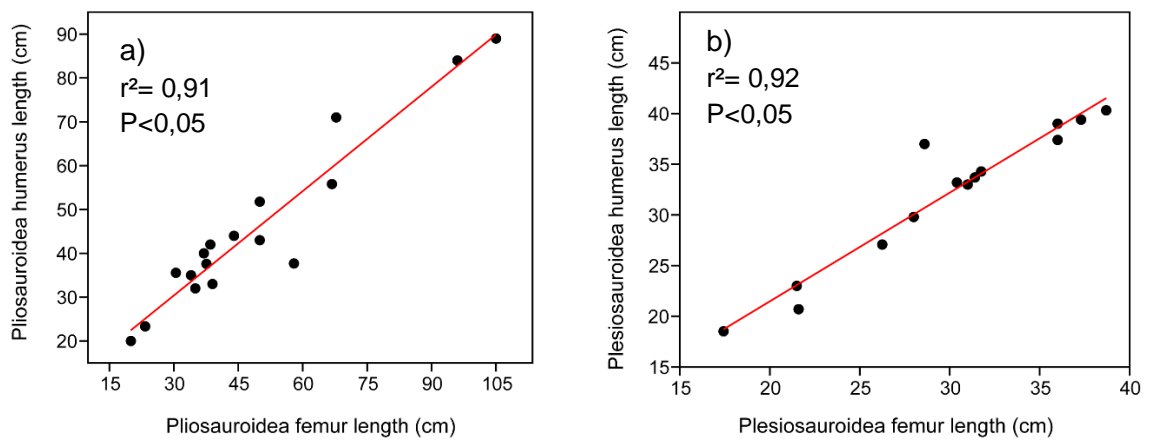 a)
r²= 0,91
P<0,05
Pliosauroidea humerus length (cm)
90
80
70
60
50
40
30
20
15 30 45 60 75 90 105
Pliosauroidea femur length (cm)
b)
r²= 0,92
P<0,05
Plesiosauroidea humerus length (cm)
45
40
35
30
25
20
15
15 20 25 30 35 40
Plesiosauroidea femur length (cm)